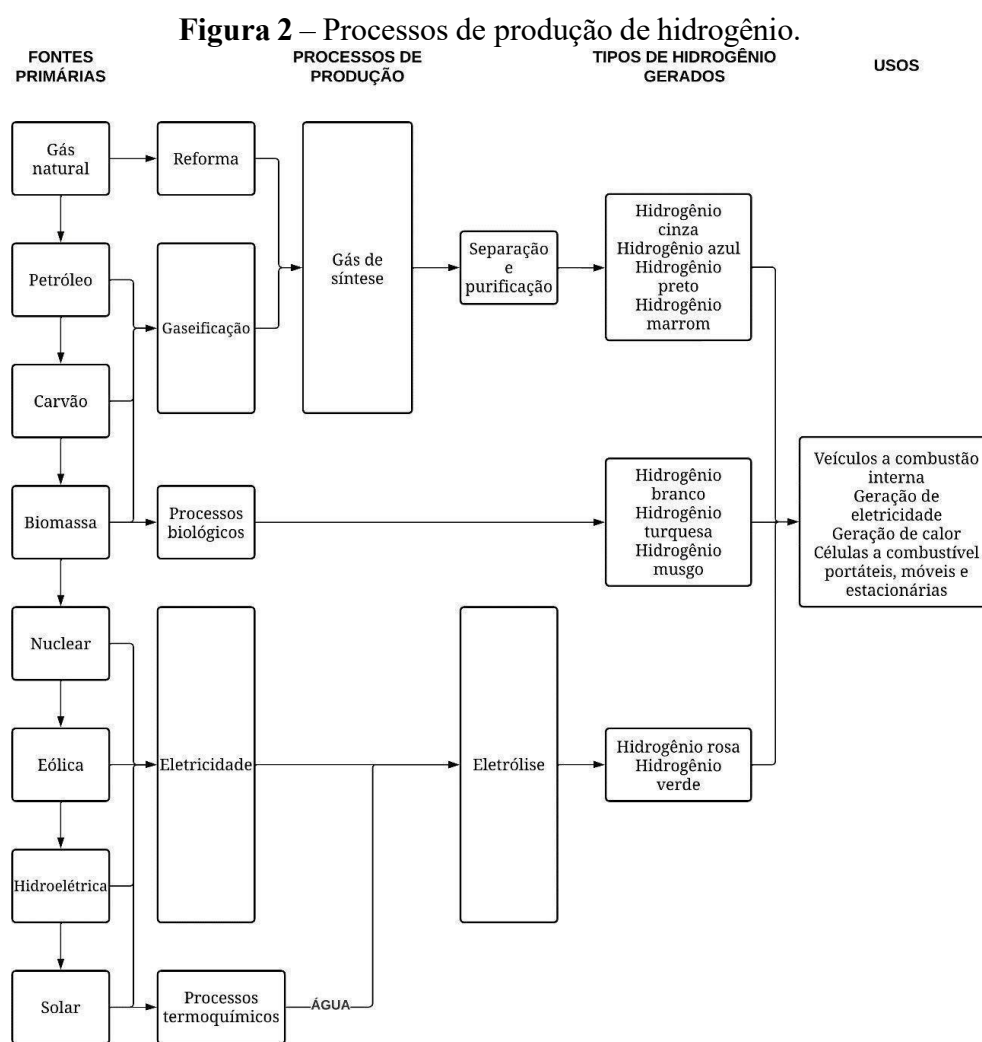 Figura 2 – Processos de produção de hidrogênio.
FONTES
PRIMÁRIAS
PROCESSOS DE
PRODUÇÃO
TIPOS DE HIDROGÊNIO
GERADOS
USOS
Gás
natural
Reforma
Petróleo
Gaseificação
Carvão
Gás de
síntese
Separação
e
purificação
Hidrogênio
cinza
Hidrogênio azul
Hidrogênio
preto
Hidrogênio
marrom
Biomassa
Processos
biológicos
Hidrogênio
branco
Hidrogênio
turquesa
Hidrogênio
musgo
Veículos a combustão
interna
Geração de
eletricidade
Geração de calor
Células a combustível
portáteis, móveis e
estacionárias
Nuclear
Eólica
Hidroelétrica
Solar
Eletricidade
Processos
termoquímicos
ÁGUA
Eletrólise
Hidrogênio rosa
Hidrogênio
verde